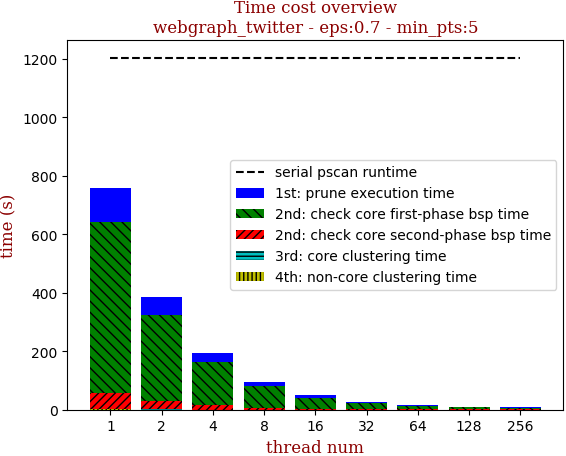 Time cost overview
webgraph_twitter - eps:0.7 - min_pts:5
1200
1000
800
600
400
200
0
time (s)
serial pscan runtime
1st: prune execution time
2nd: check core first-phase bsp time
2nd: check core second-phase bsp time
3rd: core clustering time
4th: non-core clustering time
1 2 4 8 16 32 64 128 256
thread num